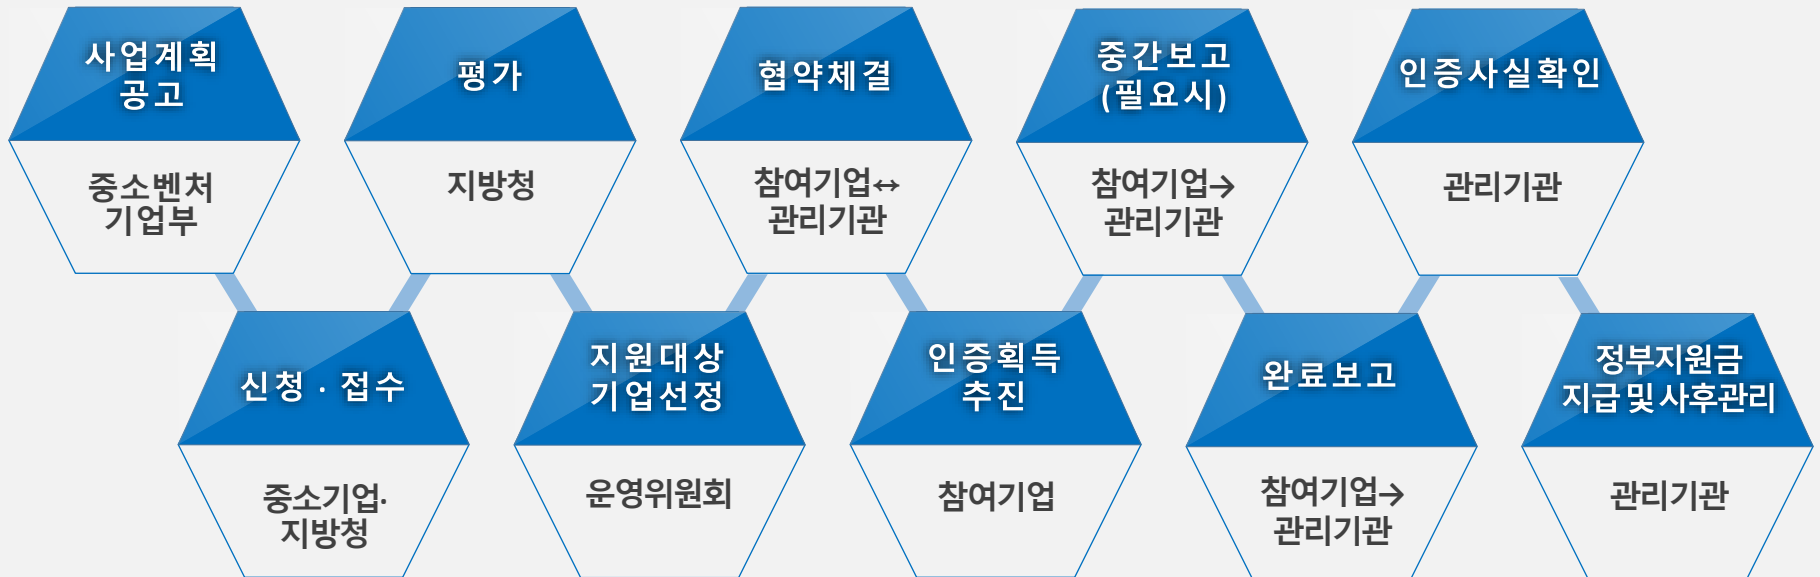 사업계획
공고
중소벤처
기업부
신청 · 접수
중소기업·
지방청
평가
지방청
지원대상
기업선정
운영위원회
협약체결
참여기업↔
관리기관
인증획득
추진
참여기업
중간보고
(필요시)
참여기업→
관리기관
완료보고
참여기업→
관리기관
인증사실확인
관리기관
정부지원금
지급 및 사후관리
관리기관